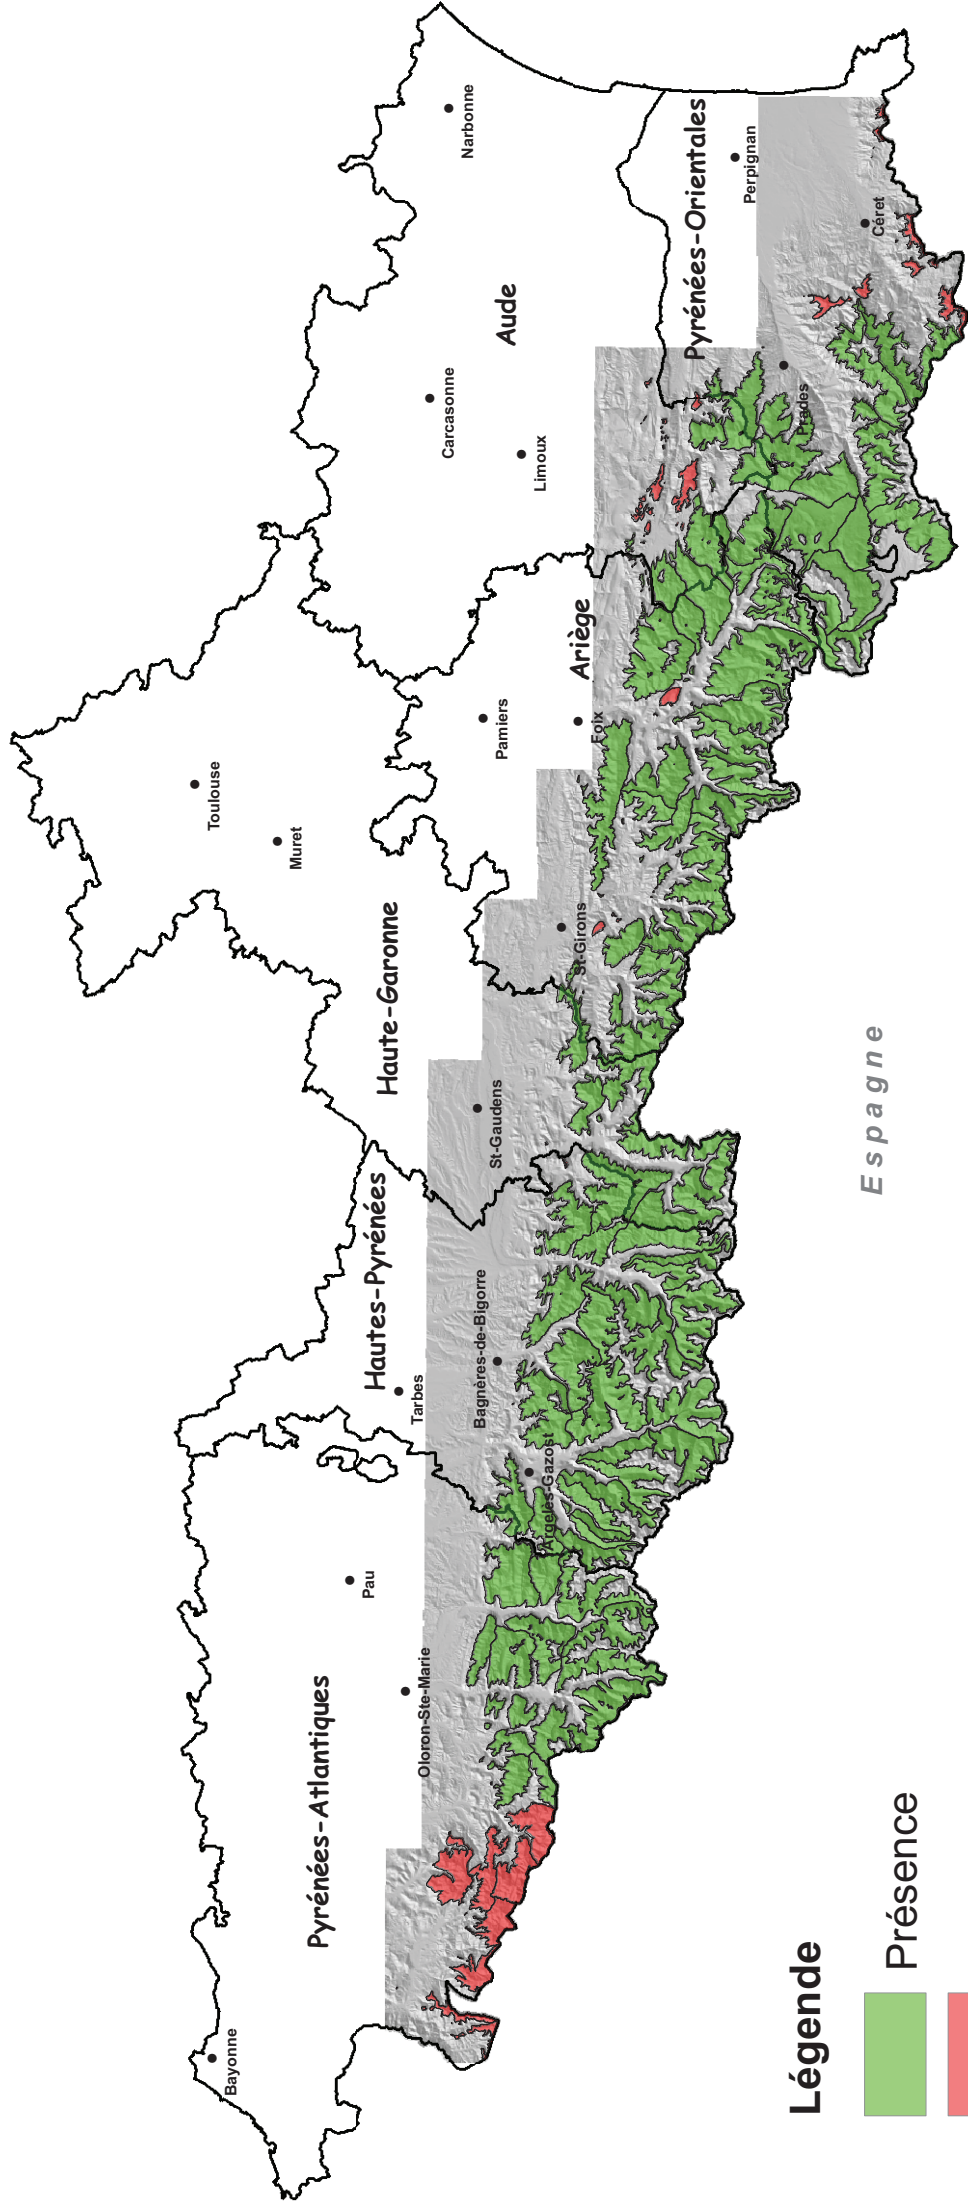 Bayonne
Pyrénées-Atlantiques
Pau
Oloron-Ste-Marie
Hautes-Pyrénées
Tarbes
Bagnères-de-Bigorre
Argeles-Gazost
Haute-Garonne
Toulouse
Muret
St-Gaudens
St-Girons
Ariège
Pamiers
Foix
Aude
Carcasonne
Limoux
Narbonne
Pyrénées-Orientales
Perpignan
Prades
Céret
Espagne
Légende
Présence